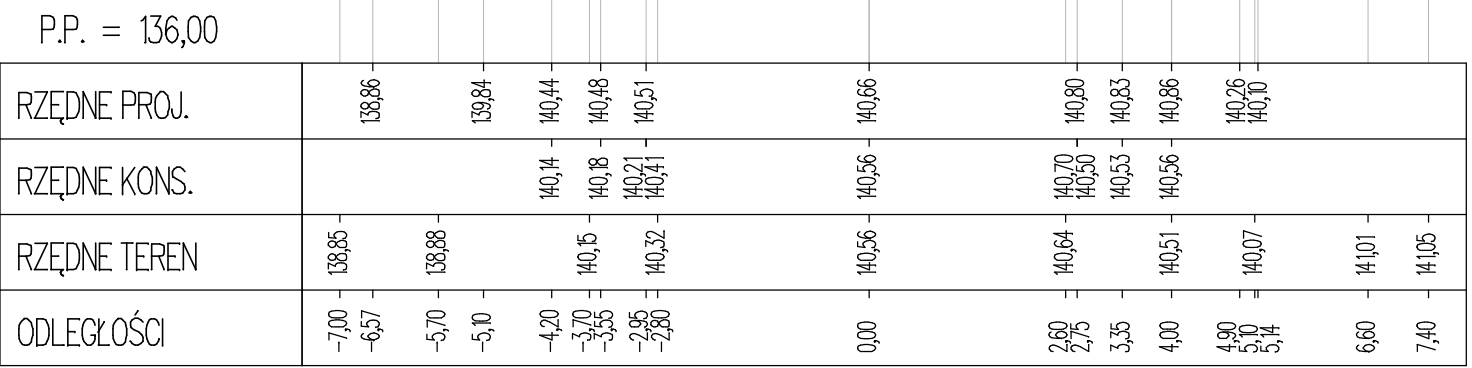 P.P. = 136,00
RZĘDNE PROJ. 138,86 139,84 140,44 140,48 140,51 140,66 140,80 140,83 140,86 140,26 140,10
RZĘDNE KONS. 140,14 140,18 140,21 140,41 140,56 140,70 140,50 140,53 140,56
RZĘDNE TEREN 138,85 138,88 140,15 140,32 140,56 140,64 140,51 140,07 141,01 141,05
ODLEGŁOŚCI -7,00 -6,57 -5,70 -5,10 -4,20 -3,70 -3,55 -2,95 -2,80 0,00 2,60 2,75 3,35 4,00 4,90 5,10 5,14 6,60 7,40